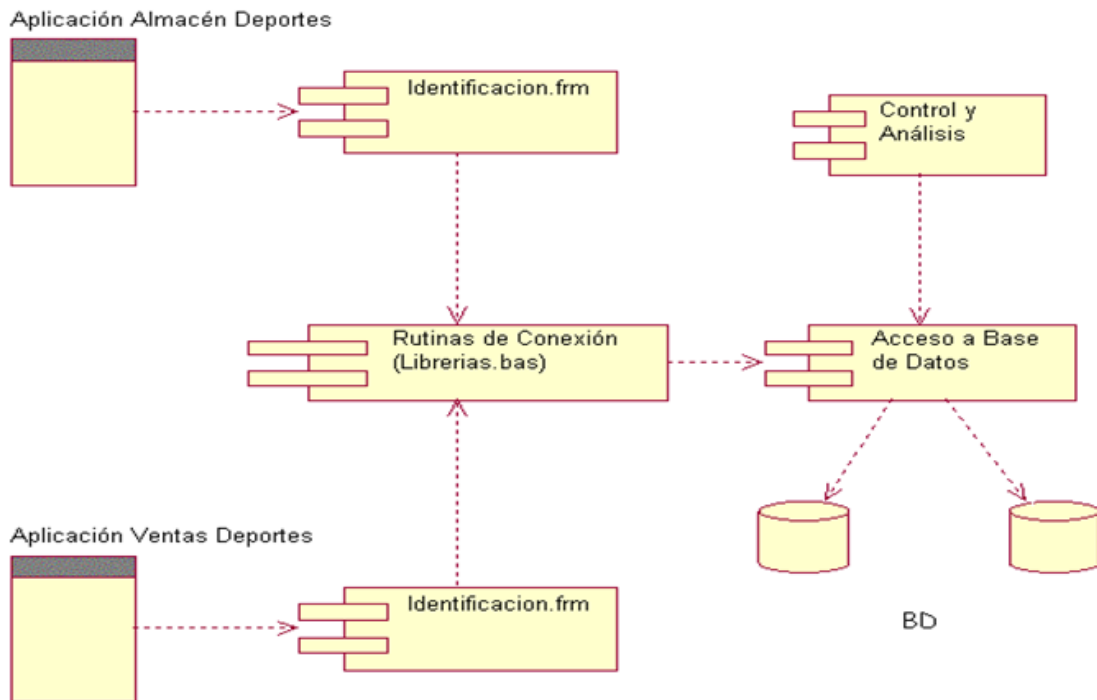 Aplicación Almacén Deportes
Identificacion.frm
Control y
Análisis
Rutinas de Conexión
(Librerias.bas)
Acceso a Base
de Datos
Aplicación Ventas Deportes
Identificacion.frm
BD